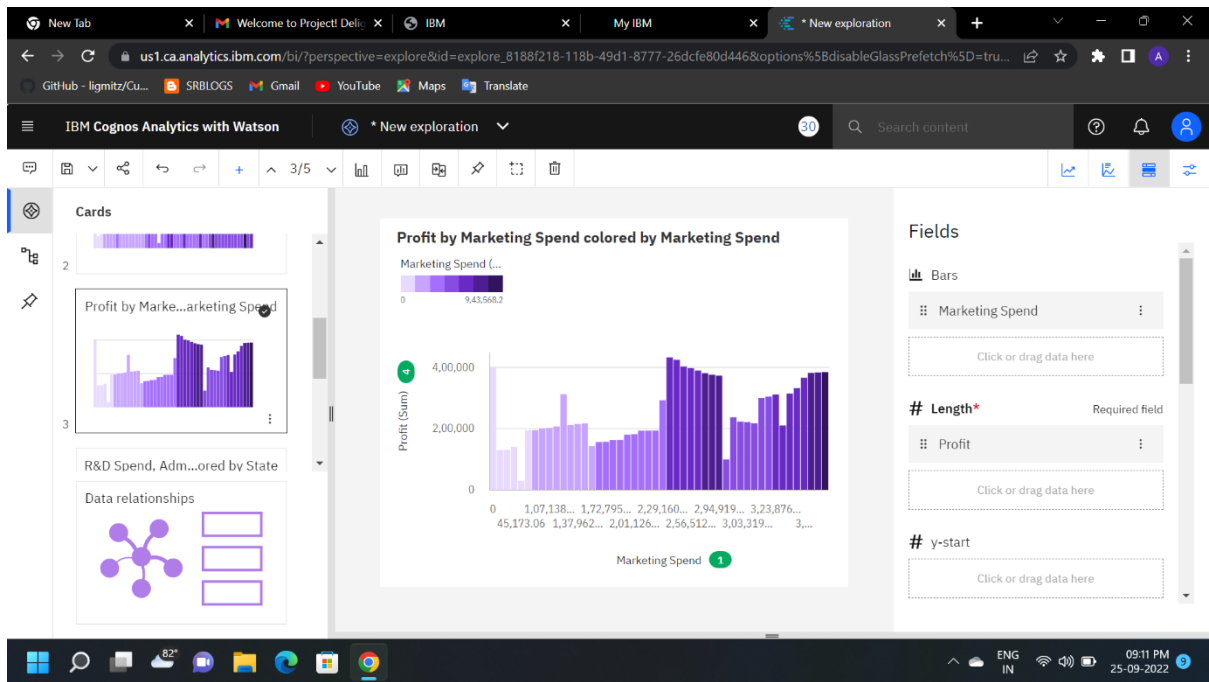 New Tab
Welcome to Project! Delig
IBM
My IBM
* New exploration
us1.ca.analytics.ibm.com/bi/?perspective=explore&id=explore_8188f218-118b-49d1-8777-26dcfe80d446&options%5BdisableGlassPrefetch%5D=tru...
A
GitHub - ligmitz/Cu...
SRBLOGS
Gmail
YouTube
Maps
Translate
IBM Cognos Analytics with Watson
* New exploration
30
Search content
3/5
Cards
2
Profit by Marke...arketing Spend
3
R&D Spend, Adm...ored by State
Data relationships
Profit by Marketing Spend colored by Marketing Spend
Marketing Spend (...
0 9,43,568.2
Profit (Sum) 4
4,00,000
2,00,000
0
0 1,07,138... 1,72,795... 2,29,160... 2,94,919... 3,23,876...
45,173.06 1,37,962... 2,01,126... 2,56,512... 3,03,319... 3,...
Marketing Spend 1
Fields
Bars
Marketing Spend
Click or drag data here
# Length* Required field
Profit
Click or drag data here
# y-start
Click or drag data here
82°
ENG
IN
09:11 PM
25-09-2022
9